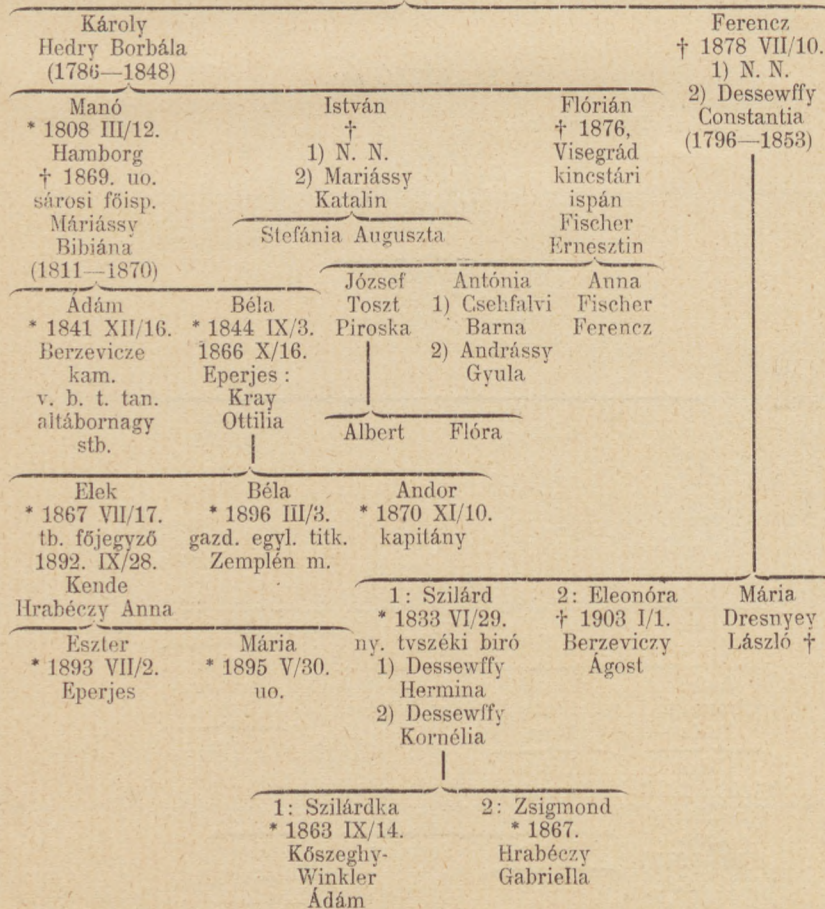 Károly
Hedry Borbála
(1786—1848)
Ferencz
† 1878 VII/10.
1) N. N.
2) Dessewffy
Constantia
(1796—1853)
Manó
* 1808 III/12.
Hamborg
† 1869. uo.
sárosi főisp.
Máriássy
Bibiána
(1811—1870)
István
†
1) N. N.
2) Mariássy
Katalin
Flórián
† 1876,
Visegrád
kincstári
ispán
Fischer
Ernesztin
Stefánia Auguszta
József
Toszt
Piroska
Antónia
1) Csehfalvi
Barna
2) Andrássy
Gyula
Anna
Fischer
Ferencz
Ádám
* 1841 XII/16.
Berzevicze
kam.
v. b. t. tan.
altábornagy
stb.
Béla
* 1844 IX/3.
1866 X/16.
Eperjes :
Kray
Ottilia
Albert Flóra
Elek
* 1867 VII/17.
tb. főjegyző
1892. IX/28.
Kende
Hrabéczy Anna
Béla
* 1896 III/3.
gazd. egyl. titk.
Zemplén m.
Andor
* 1870 XI/10.
kapitány
Eszter
* 1893 VII/2.
Eperjes
Mária
* 1895 V/30.
uo.
1: Szilárd
* 1833 VI/29.
ny. tvszéki biró
1) Dessewffy
Hermina
2) Dessewffy
Kornélia
2: Eleonóra
† 1903 I/1.
Berzeviczy
Ágost
Mária
Dresnyey
László †
1: Szilárdka
* 1863 IX/14.
Kőszeghy-
Winkler
Ádám
2: Zsigmond
* 1867.
Hrabéczy
Gabriella